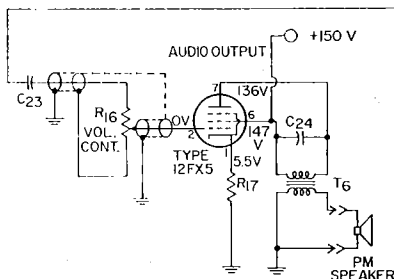 AUDIO OUTPUT
+150 V
7
136V
C23
R16
VOL.
CONT.
0V
2
6
147
V
C24
TYPE
12FX5
1
5.5V
R17
T6
PM
SPEAKER